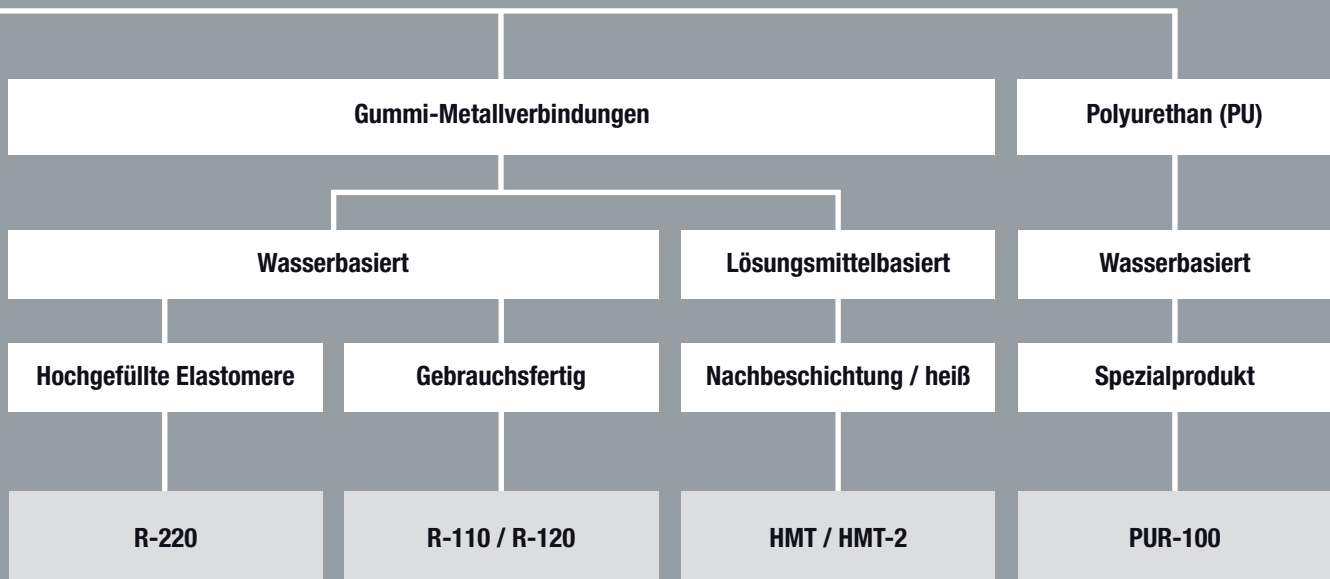 Gummi-Metallverbindungen
Polyurethan (PU)
Wasserbasiert
Lösungsmittelbasiert
Wasserbasiert
Hochgefüllte Elastomere
Gebrauchsfertig
Nachbeschichtung / heiß
Spezialprodukt
R-220
R-110 / R-120
HMT / HMT-2
PUR-100